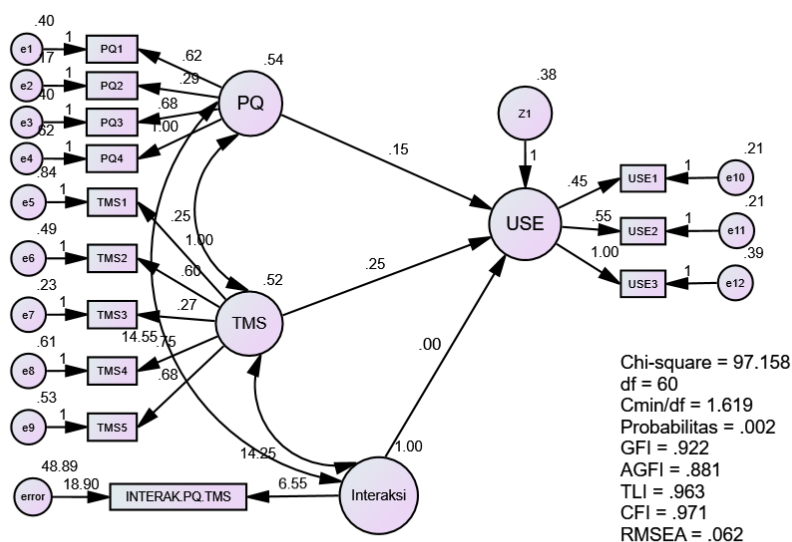 .40
e1 1 PQ1 .62
.17
e2 1 PQ2 .29
.40
e3 1 PQ3 .68
.62
e4 1 PQ4 1.00
.54
PQ
.38
Z1
1
.15
.84
e5 1 TMS1 1.00
.49
e6 1 TMS2 .60
.23
e7 1 TMS3 .27
.61
e8 1 TMS4 .75
.53
e9 1 TMS5 .68
.25
.52
TMS
.25
USE
.45 USE1 1 e10 .21
.55 USE2 1 e11 .21
1.00 USE3 1 e12 .39
.00
14.55
14.25
1.00
48.89
error 18.90 INTERAK.PQ.TMS 6.55 Interaksi
Chi-square = 97.158
df = 60
Cmin/df = 1.619
Probabilitas = .002
GFI = .922
AGFI = .881
TLI = .963
CFI = .971
RMSEA = .062